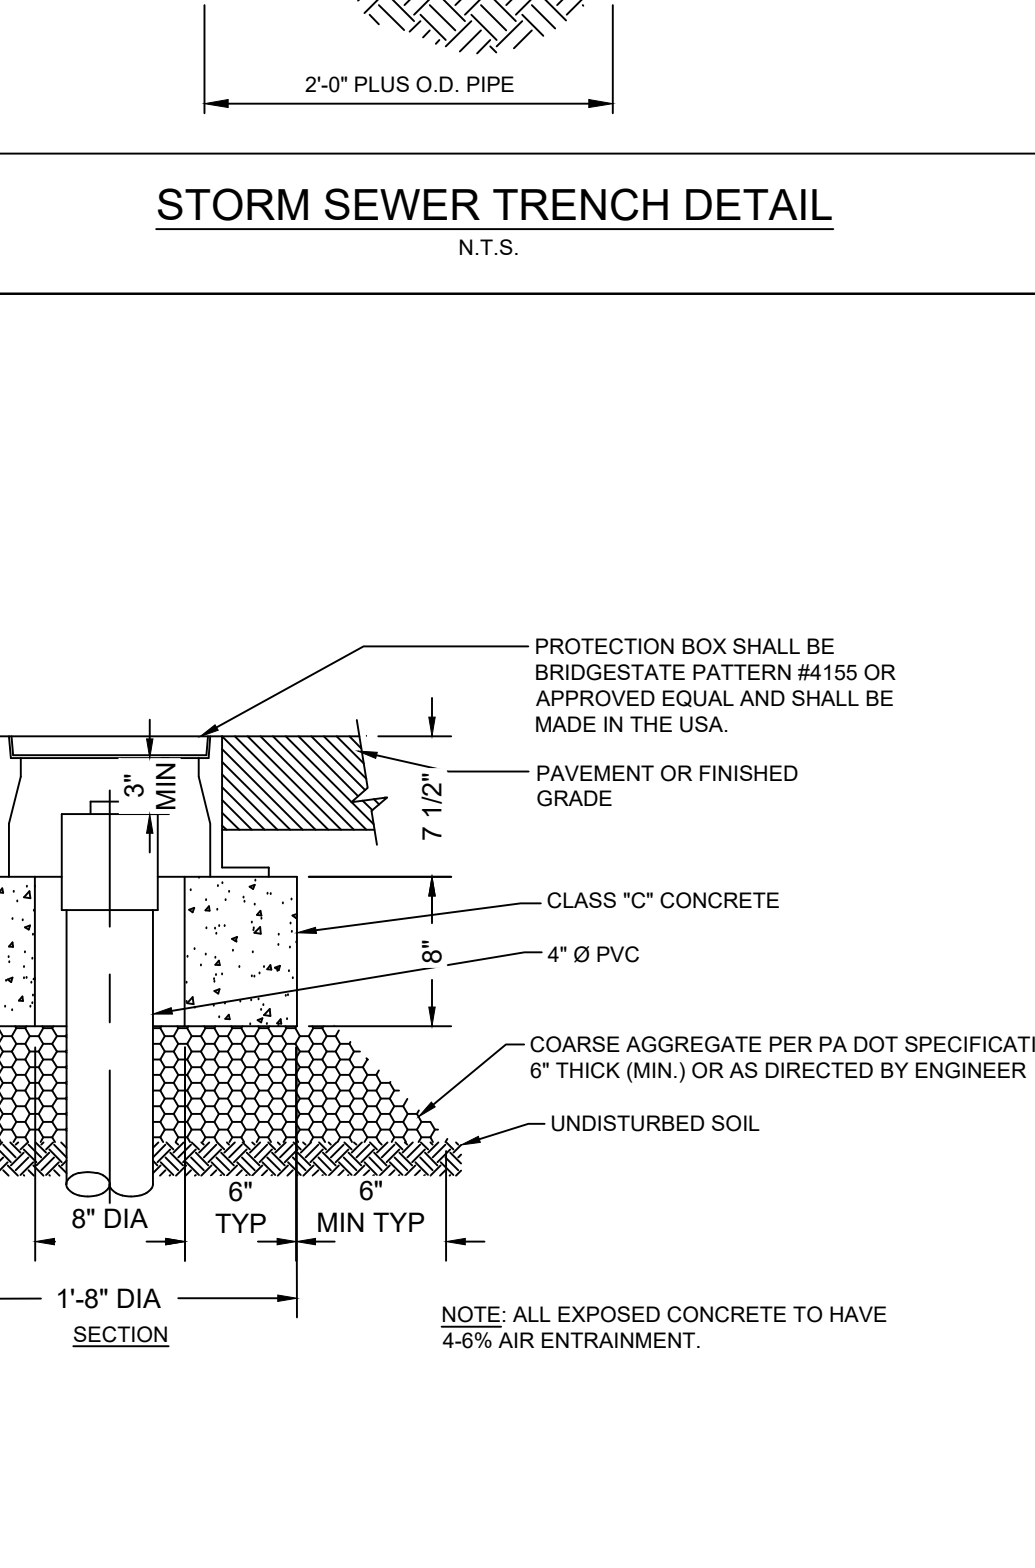 2'-0" PLUS O.D. PIPE
STORM SEWER TRENCH DETAIL
N.T.S.
PROTECTION BOX SHALL BE
BRIDGESTATE PATTERN #4155 OR
APPROVED EQUAL AND SHALL BE
MADE IN THE USA.
3"
MIN
PAVEMENT OR FINISHED
GRADE
7 1/2"
CLASS "C" CONCRETE
8"
4" Ø PVC
COARSE AGGREGATE PER PA DOT SPECIFICATI
6" THICK (MIN.) OR AS DIRECTED BY ENGINEER
UNDISTURBED SOIL
8" DIA
6"
TYP
6"
MIN TYP
1'-8" DIA
SECTION
NOTE: ALL EXPOSED CONCRETE TO HAVE
4-6% AIR ENTRAINMENT.